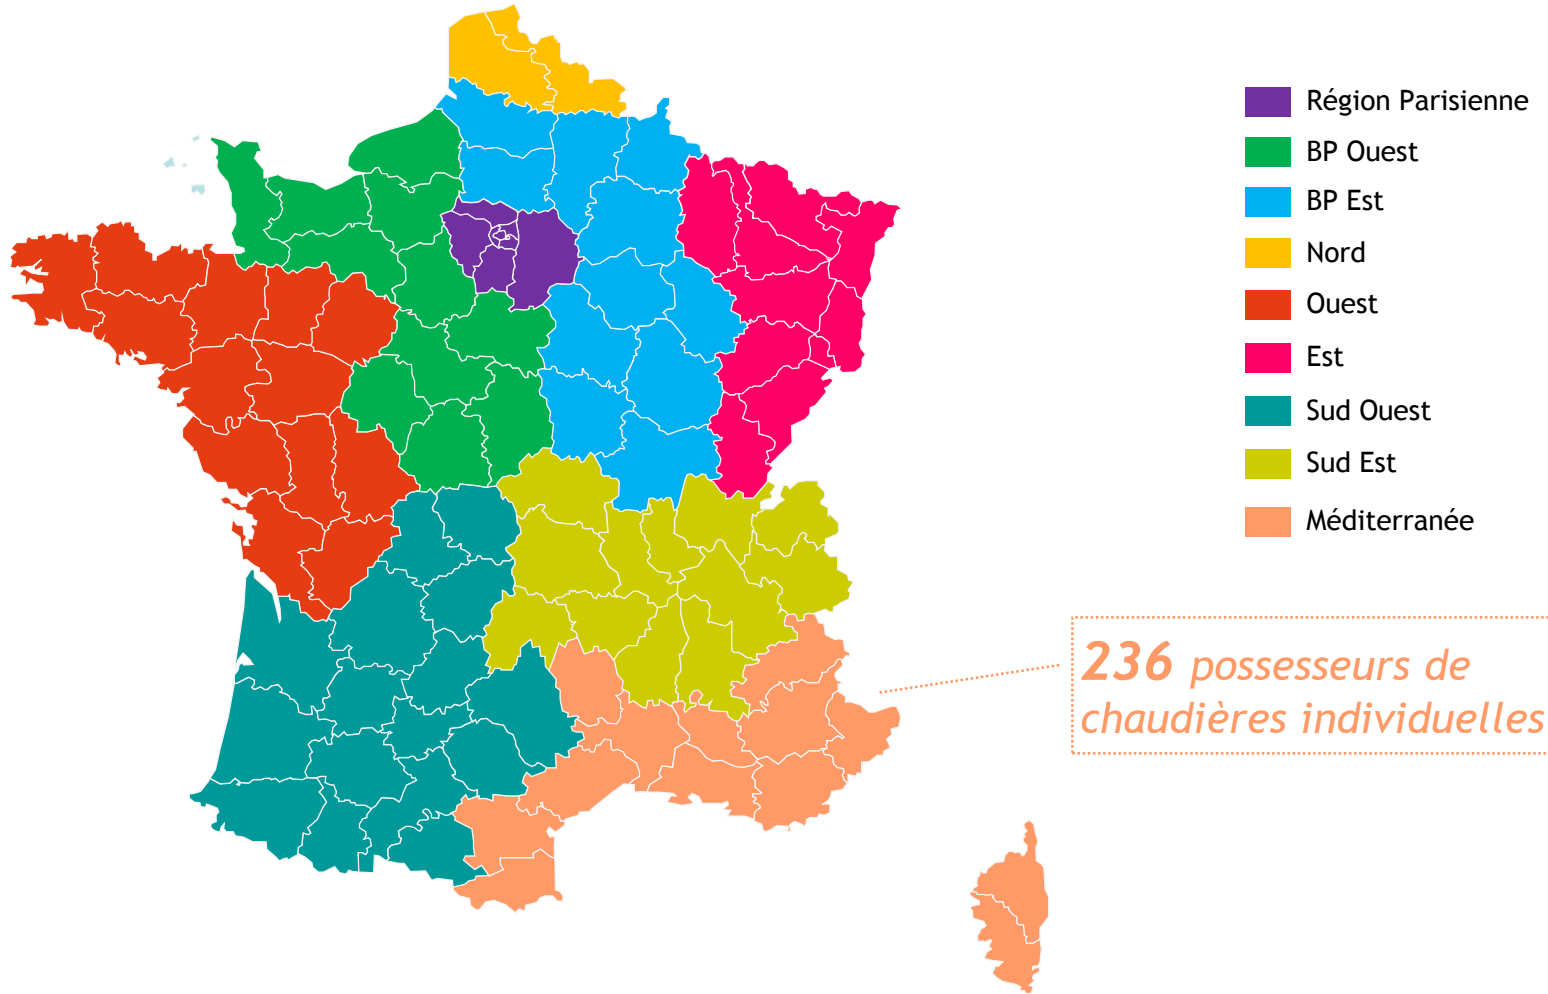 Région Parisienne
BP Ouest
BP Est
Nord
Ouest
Est
Sud Ouest
Sud Est
Méditerranée
236 possesseurs de
chaudières individuelles